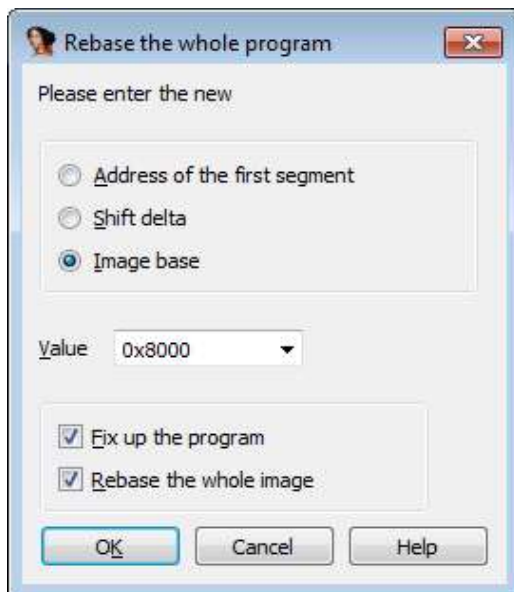 Rebase the whole program
Please enter the new
Address of the first segment
Shift delta
Image base
Value 0x8000
Fix up the program
Rebase the whole image
OK Cancel Help